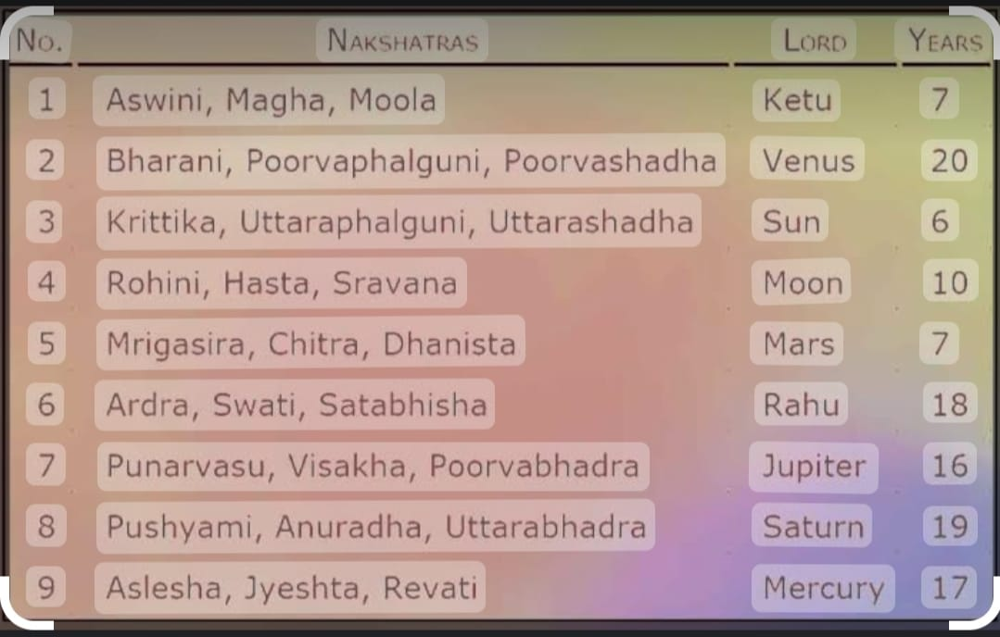 No. Nakshatras Lord Years
1 Aswini, Magha, Moola Ketu 7
2 Bharani, Poorvaphalguni, Poorvashadha Venus 20
3 Krittika, Uttaraphalguni, Uttarashadha Sun 6
4 Rohini, Hasta, Sravana Moon 10
5 Mrigasira, Chitra, Dhanista Mars 7
6 Ardra, Swati, Satabhisha Rahu 18
7 Punarvasu, Visakha, Poorvabhadra Jupiter 16
8 Pushyami, Anuradha, Uttarabhadra Saturn 19
9 Aslesha, Jyeshta, Revati Mercury 17